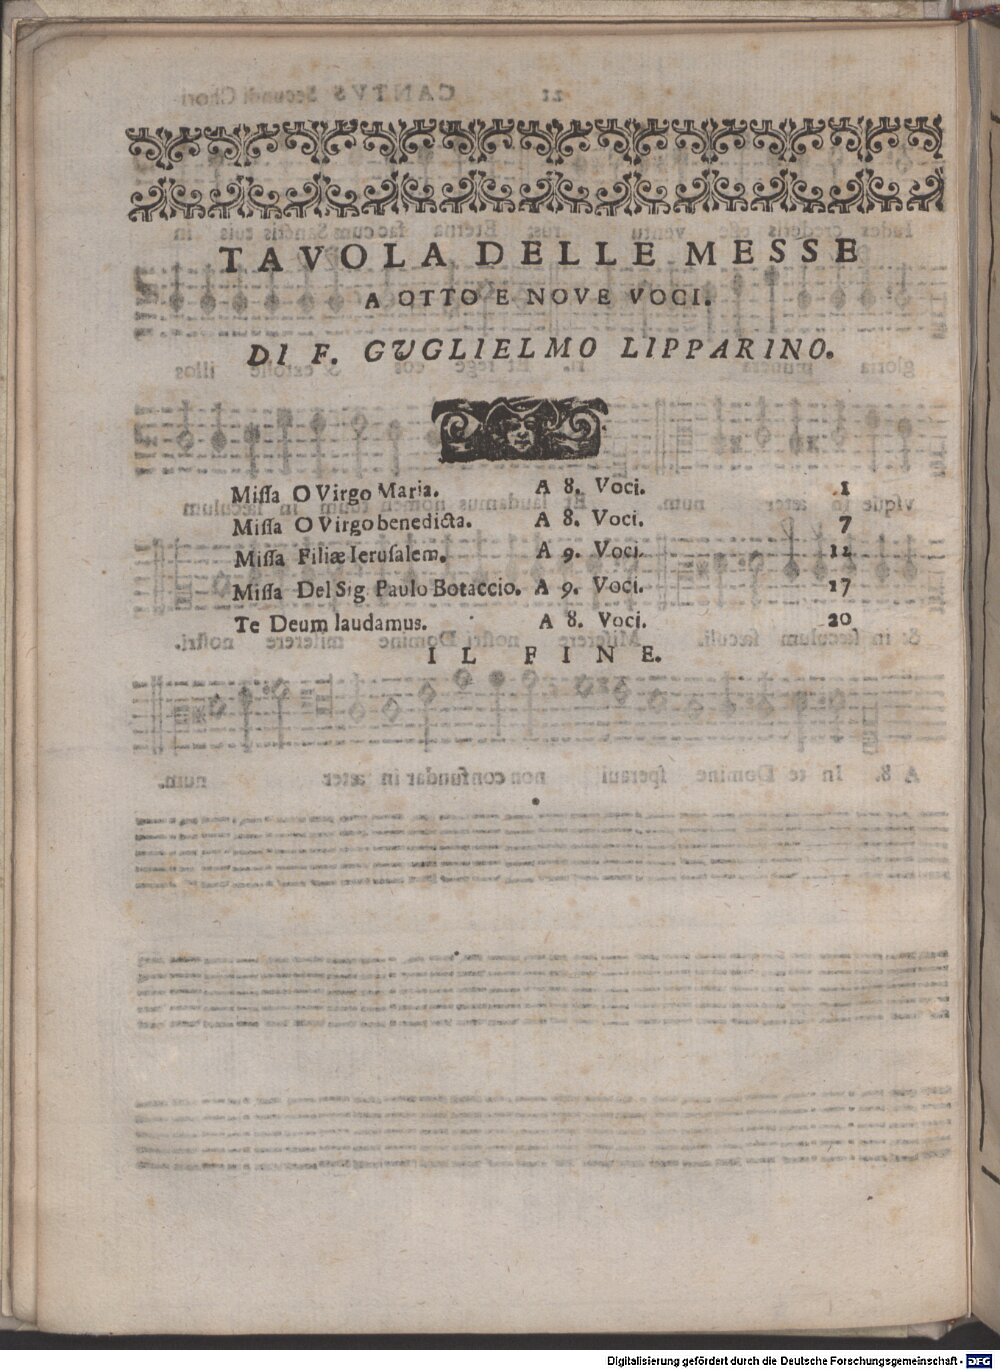 TAVOLA DELLE MESSE
A OTTO E NOVE VOCI.
DI F. GVGLIELMO LIPPARINO.
Miſſa O Virgo Maria. A 8. Voci. 1
Miſſa O Virgo benedicta. A 8. Voci. 7
Miſſa Filiæ Ieruſalem. A 9. Voci. 12
Miſſa Del Sig. Paulo Botaccio. A 9. Voci. 17
Te Deum laudamus. A 8. Voci. 20
IL FINE.
Digitalisierung gefördert durch die Deutsche Forschungsgemeinschaft - DFG